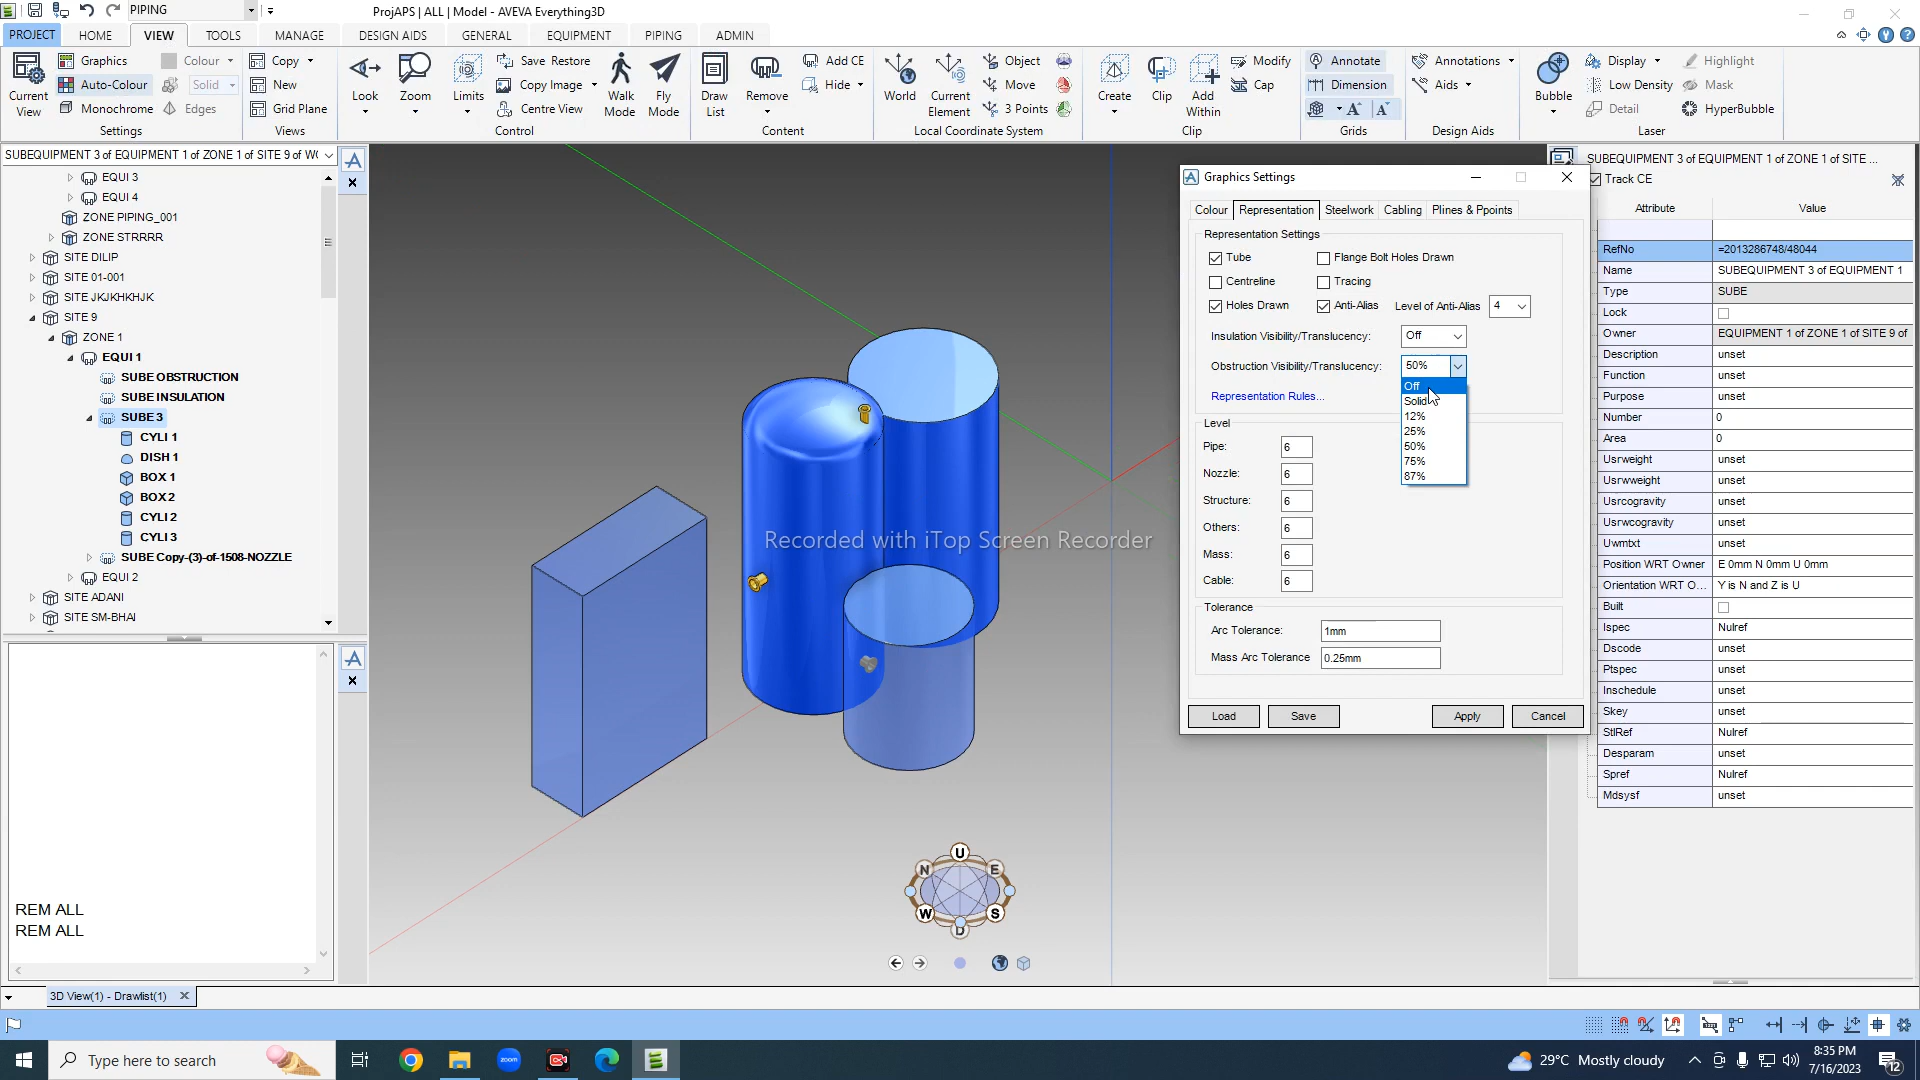 PIPING
ProjAPS | ALL | Model - AVEVA Everything3D
PROJECT HOME VIEW TOOLS MANAGE DESIGN AIDS GENERAL EQUIPMENT PIPING ADMIN
Current View
Graphics
Auto-Colour
Monochrome
Colour
Solid
Edges
Settings
Copy
New
Grid Plane
Views
Look
Zoom
Limits
Save Restore
Copy Image
Centre View
Walk Mode
Fly Mode
Control
Draw List
Remove
Add CE
Hide
Content
World
Current Element
Object
Move
3 Points
Local Coordinate System
Create
Clip
Add Within
Modify
Cap
Clip
Annotate
Dimension
Grids
Annotations
Aids
Design Aids
Bubble
Display
Low Density
Detail
Highlight
Mask
HyperBubble
Laser
SUBEQUIPMENT 3 of EQUIPMENT 1 of ZONE 1 of SITE 9 of W
EQUI 3
EQUI 4
ZONE PIPING_001
ZONE STRRRR
SITE DILIP
SITE 01-001
SITE JKJKHKHJK
SITE 9
ZONE 1
EQUI 1
SUBE OBSTRUCTION
SUBE INSULATION
SUBE 3
CYLI 1
DISH 1
BOX 1
BOX 2
CYLI 2
CYLI 3
SUBE Copy-(3)-of-1508-NOZZLE
EQUI 2
SITE ADANI
SITE SM-BHAI
REM ALL
REM ALL
Recorded with iTop Screen Recorder
U
N E
W S
D
Graphics Settings
Colour Representation Steelwork Cabling Plines & Ppoints
Representation Settings
Tube Flange Bolt Holes Drawn
Centreline Tracing
Holes Drawn Anti-Alias Level of Anti-Alias 4
Insulation Visibility/Translucency: Off
Obstruction Visibility/Translucency: 50%
Off
Solid
12%
25%
50%
75%
87%
Representation Rules...
Level
Pipe: 6
Nozzle: 6
Structure: 6
Others: 6
Mass: 6
Cable: 6
Tolerance
Arc Tolerance: 1mm
Mass Arc Tolerance 0.25mm
Load Save Apply Cancel
SUBEQUIPMENT 3 of EQUIPMENT 1 of ZONE 1 of SITE ...
Track CE
Attribute Value
RefNo =2013286748/48044
Name SUBEQUIPMENT 3 of EQUIPMENT 1
Type SUBE
Lock
Owner EQUIPMENT 1 of ZONE 1 of SITE 9 of
Description unset
Function unset
Purpose unset
Number 0
Area 0
Usrweight unset
Usrwweight unset
Usrcogravity unset
Usrwcogravity unset
Uwmtxt unset
Position WRT Owner E 0mm N 0mm U 0mm
Orientation WRT O... Y is N and Z is U
Built
Ispec Nulref
Dscode unset
Ptspec unset
Inschedule unset
Skey unset
StlRef Nulref
Desparam unset
Spref Nulref
Mdsysf unset
3D View(1) - Drawlist(1)
Type here to search
zoom
29°C Mostly cloudy
8:35 PM
7/16/2023
12